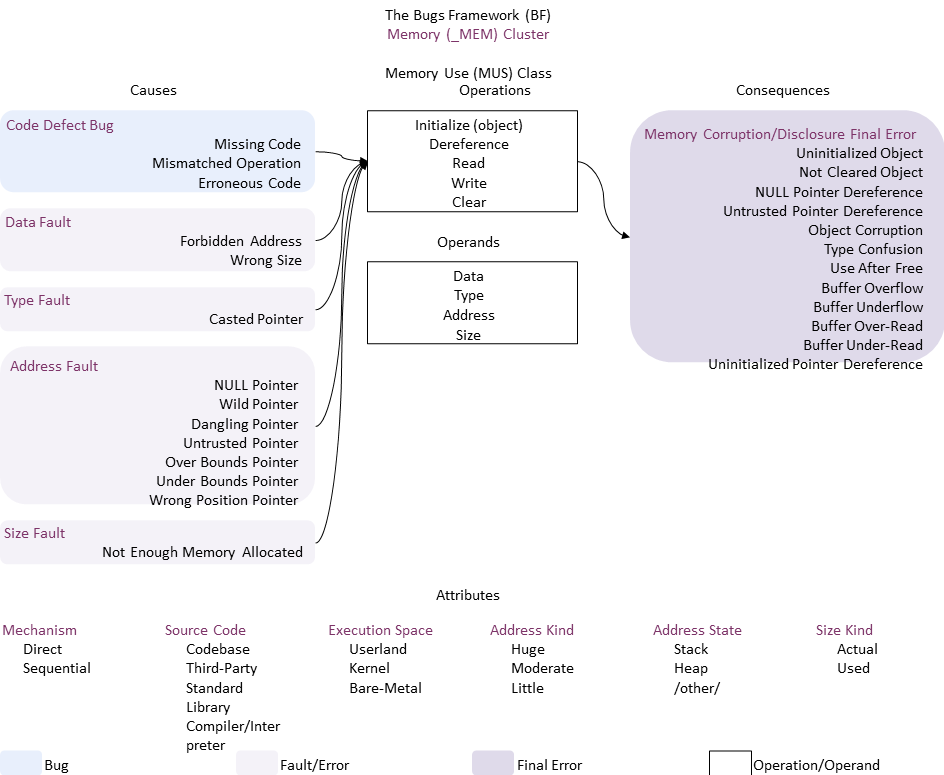 The Bugs Framework (BF)
Memory (_MEM) Cluster
Memory Use (MUS) Class
Causes
Operations
Consequences
Code Defect Bug
Missing Code
Mismatched Operation
Erroneous Code
Data Fault
Forbidden Address
Wrong Size
Type Fault
Casted Pointer
Address Fault
NULL Pointer
Wild Pointer
Dangling Pointer
Untrusted Pointer
Over Bounds Pointer
Under Bounds Pointer
Wrong Position Pointer
Size Fault
Not Enough Memory Allocated
Initialize (object)
Dereference
Read
Write
Clear
Operands
Data
Type
Address
Size
Memory Corruption/Disclosure Final Error
Uninitialized Object
Not Cleared Object
NULL Pointer Dereference
Untrusted Pointer Dereference
Object Corruption
Type Confusion
Use After Free
Buffer Overflow
Buffer Underflow
Buffer Over-Read
Buffer Under-Read
Uninitialized Pointer Dereference
Attributes
Mechanism
Direct
Sequential
Source Code
Codebase
Third-Party
Standard
Library
Compiler/Inter
preter
Execution Space
Userland
Kernel
Bare-Metal
Address Kind
Huge
Moderate
Little
Address State
Stack
Heap
/other/
Size Kind
Actual
Used
Bug
Fault/Error
Final Error
Operation/Operand